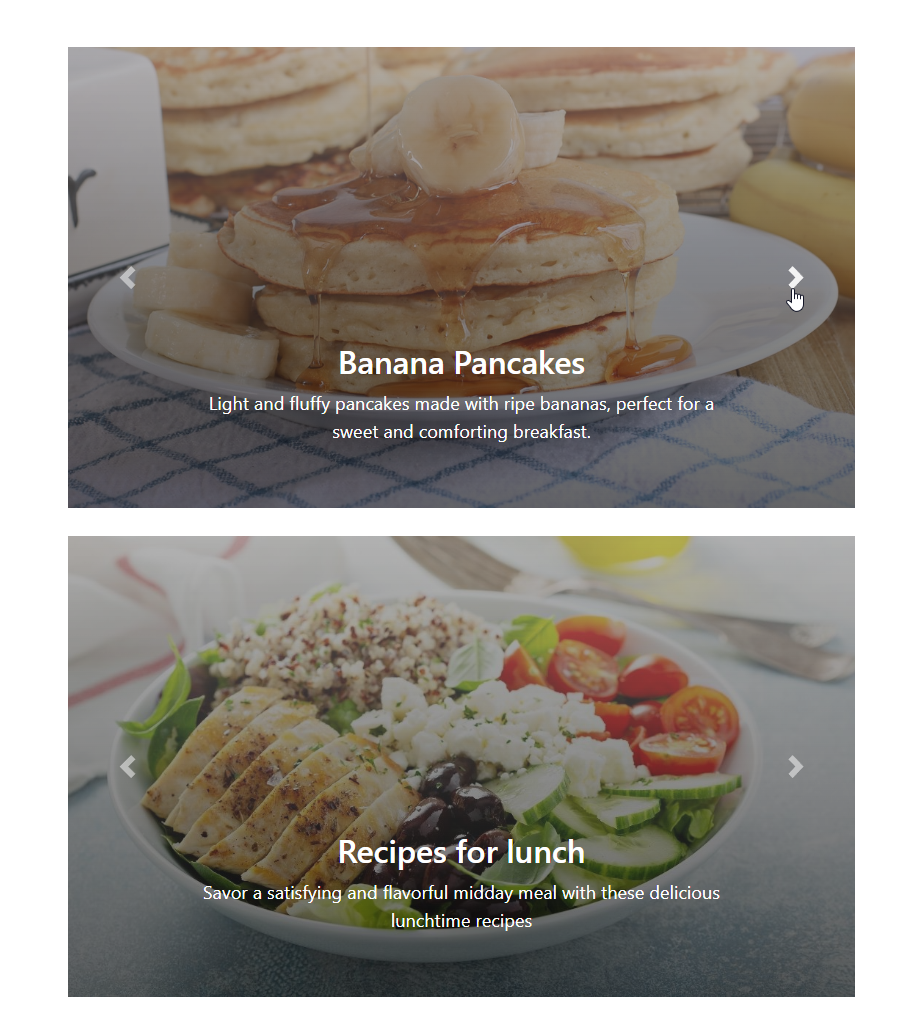 Banana Pancakes
Light and fluffy pancakes made with ripe bananas, perfect for a
sweet and comforting breakfast.
Recipes for lunch
Savor a satisfying and flavorful midday meal with these delicious
lunchtime recipes